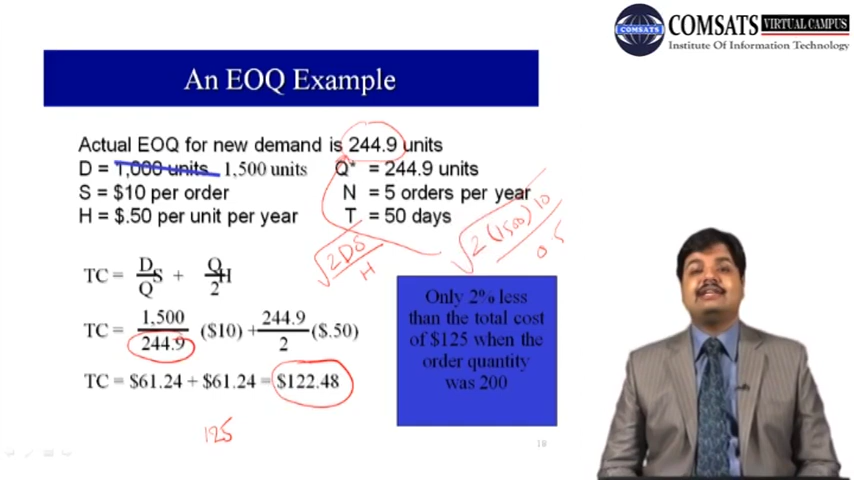 COMSATS VIRTUAL CAMPUS
COMSATS
Institute Of Information Technology
An EOQ Example
Actual EOQ for new demand is 244.9 units
D = 1,000 units 1,500 units Q* = 244.9 units
S = $10 per order N = 5 orders per year
H = $.50 per unit per year T = 50 days
√2DS/H
√2(1500)10/0.5
TC = D/Q S + Q/2 H
TC = 1,500/244.9 ($10) + 244.9/2 ($.50)
TC = $61.24 + $61.24 = $122.48
125
Only 2% less
than the total cost
of $125 when the
order quantity
was 200
19